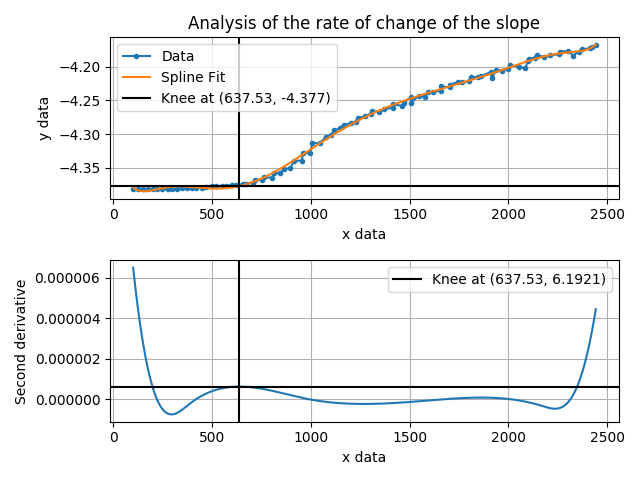 Analysis of the rate of change of the slope
Data
Spline Fit
Knee at (637.53, -4.377)
−4.20
−4.25
−4.30
−4.35
y data
0
500
1000
1500
2000
2500
x data
Knee at (637.53, 6.1921)
0.000006
0.000004
0.000002
0.000000
Second derivative
0
500
1000
1500
2000
2500
x data